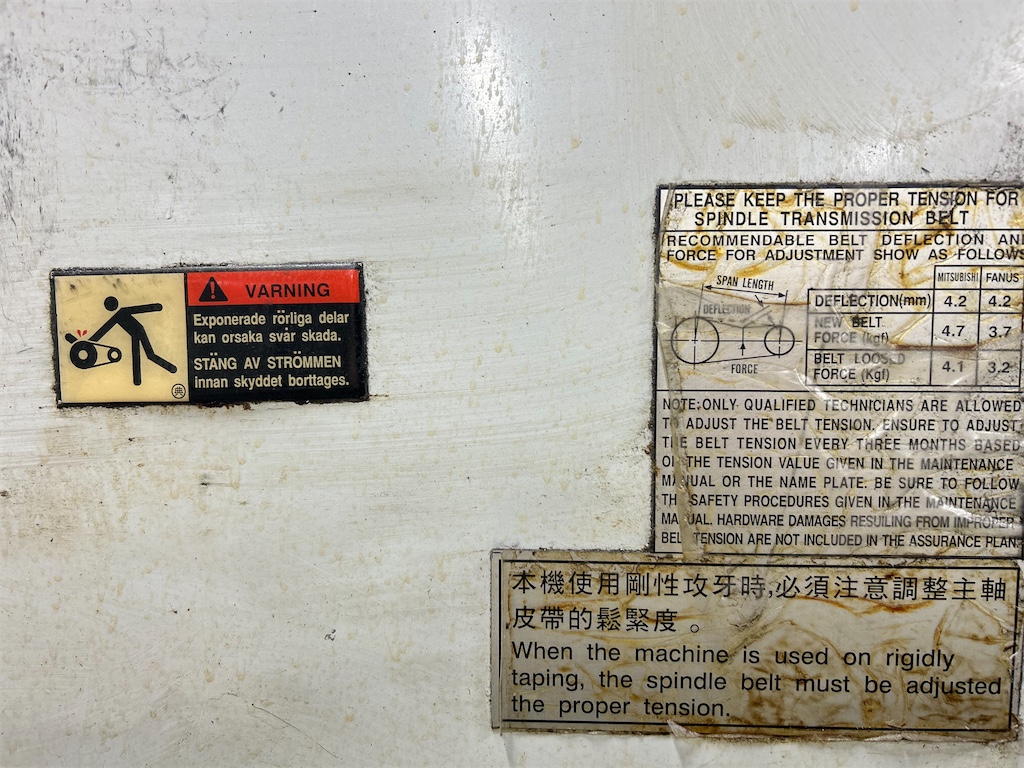 VARNING
Exponerade rörliga delar
kan orsaka svår skada.
STÄNG AV STRÖMMEN
innan skyddet borttages.
典
PLEASE KEEP THE PROPER TENSION FOR
SPINDLE TRANSMISSION BELT
RECOMMENDABLE BELT DEFLECTION AND
FORCE FOR ADJUSTMENT SHOW AS FOLLOWS
SPAN LENGTH
DEFLECTION
FORCE
MITSUBISHI FANUS
DEFLECTION(mm) 4.2 4.2
NEW BELT
FORCE (kgf) 4.7 3.7
BELT LOOSED
FORCE (Kgf) 4.1 3.2
NOTE:ONLY QUALIFIED TECHNICIANS ARE ALLOWED
TO ADJUST THE BELT TENSION. ENSURE TO ADJUST
THE BELT TENSION EVERY THREE MONTHS BASED
ON THE TENSION VALUE GIVEN IN THE MAINTENANCE
MANUAL OR THE NAME PLATE. BE SURE TO FOLLOW
THE SAFETY PROCEDURES GIVEN IN THE MAINTENANCE
MANUAL. HARDWARE DAMAGES RESUILING FROM IMPROPER
BELT TENSION ARE NOT INCLUDED IN THE ASSURANCE PLAN.
本機使用剛性攻牙時,必須注意調整主軸
皮帶的鬆緊度。
When the machine is used on rigidly
taping, the spindle belt must be adjusted
the proper tension.